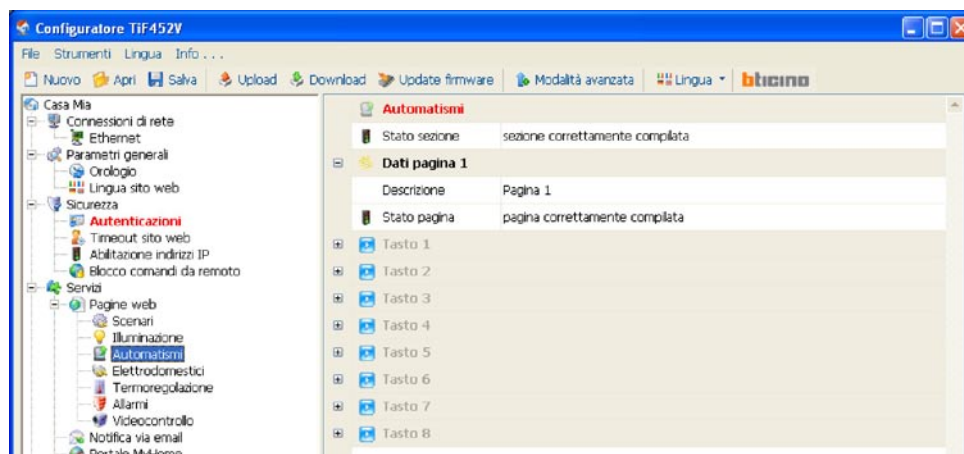 Configuratore TiF452V
File Strumenti Lingua Info . . .
Nuovo Apri Salva Upload Download Update firmware Modalità avanzata Lingua bticino
Casa Mia
Connessioni di rete
Ethernet
Parametri generali
Orologio
Lingua sito web
Sicurezza
Autenticazioni
Timeout sito web
Abilitazione indirizzi IP
Blocco comandi da remoto
Servizi
Pagine web
Scenari
Illuminazione
Automatismi
Elettrodomestici
Termoregolazione
Allarmi
Videocontrollo
Notifica via email
Portale MyHome
Automatismi
Stato sezione sezione correttamente compilata
Dati pagina 1
Descrizione Pagina 1
Stato pagina pagina correttamente compilata
Tasto 1
Tasto 2
Tasto 3
Tasto 4
Tasto 5
Tasto 6
Tasto 7
Tasto 8